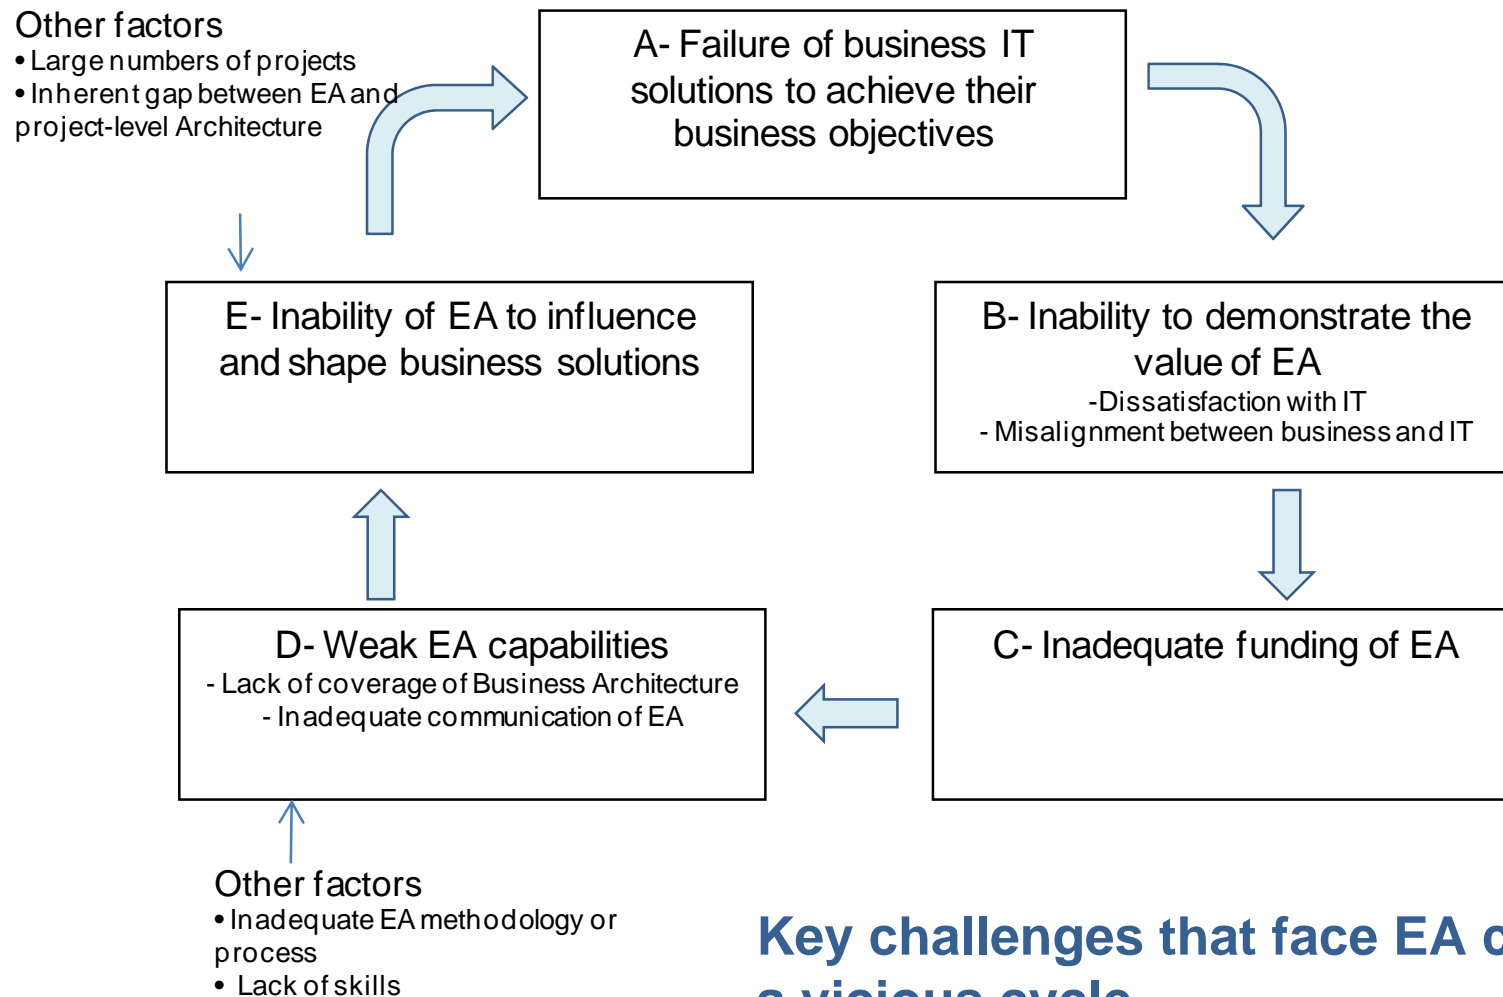 Other factors
• Large numbers of projects
• Inherent gap between EA and
project-level Architecture
A- Failure of business IT
solutions to achieve their
business objectives
E- Inability of EA to influence
and shape business solutions
B- Inability to demonstrate the
value of EA
-Dissatisfaction with IT
- Misalignment between business and IT
D- Weak EA capabilities
- Lack of coverage of Business Architecture
- Inadequate communication of EA
C- Inadequate funding of EA
Other factors
• Inadequate EA methodology or
process
• Lack of skills
Key challenges that face EA
a vicious cycle